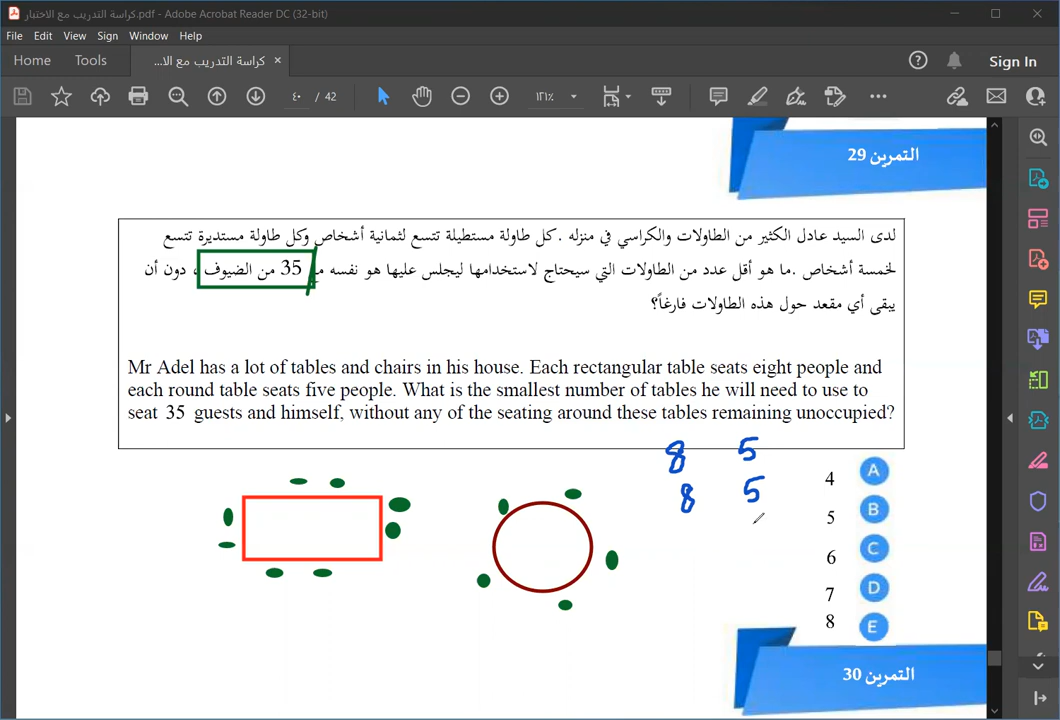 كراسة التدريب مع الاختبار.pdf - Adobe Acrobat Reader DC (32-bit)
File Edit View Sign Window Help
Home Tools كراسة التدريب مع الا... × Sign In
٤٠ / 42 ١٢١٪
التمرين 29
لدى السيد عادل الكثير من الطاولات والكراسي في منزله .كل طاولة مستطيلة تتسع لثمانية أشخاص وكل طاولة مستديرة تتسع
لخمسة أشخاص .ما هو أقل عدد من الطاولات التي سيحتاج لاستخدامها ليجلس عليها هو نفسه مع 35 من الضيوف ، دون أن
يبقى أي مقعد حول هذه الطاولات فارغاً؟
Mr Adel has a lot of tables and chairs in his house. Each rectangular table seats eight people and
each round table seats five people. What is the smallest number of tables he will need to use to
seat 35 guests and himself, without any of the seating around these tables remaining unoccupied?
8 5
8 5
4 A
5 B
6 C
7 D
8 E
التمرين 30